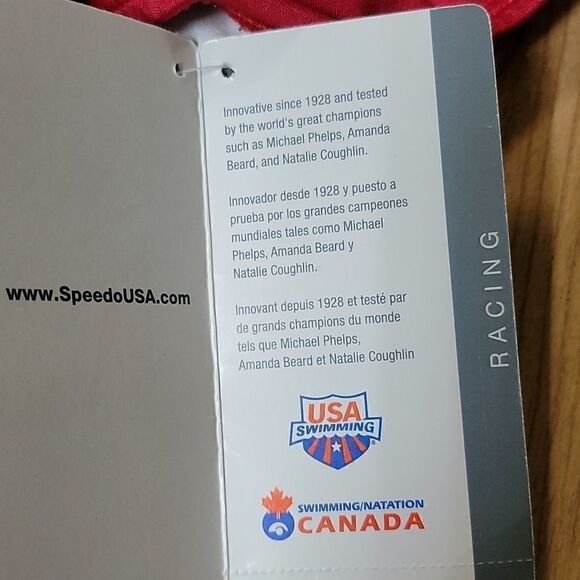 www.SpeedoUSA.com
Innovative since 1928 and tested
by the world's great champions
such as Michael Phelps, Amanda
Beard, and Natalie Coughlin.
Innovador desde 1928 y puesto a
prueba por los grandes campeones
mundiales tales como Michael
Phelps, Amanda Beard y
Natalie Coughlin.
Innovant depuis 1928 et testé par
de grands champions du monde
tels que Michael Phelps,
Amanda Beard et Natalie Coughlin
USA
SWIMMING
®
SWIMMING/NATATION
CANADA
RACING